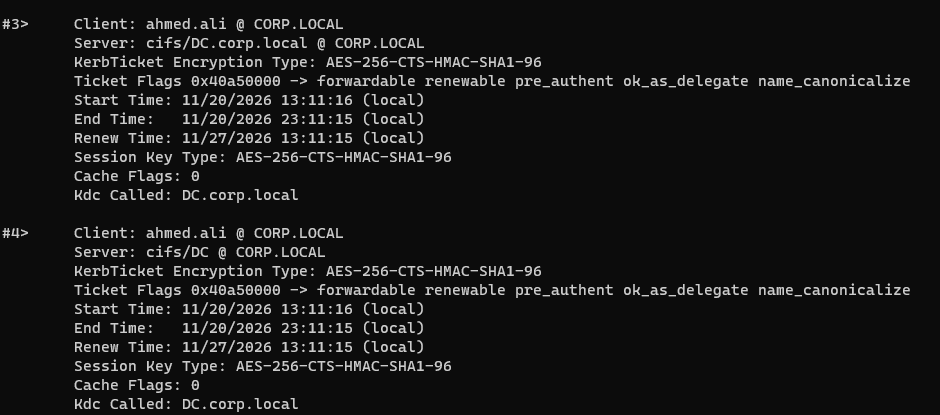 #3> Client: ahmed.ali @ CORP.LOCAL
Server: cifs/DC.corp.local @ CORP.LOCAL
KerbTicket Encryption Type: AES-256-CTS-HMAC-SHA1-96
Ticket Flags 0x40a50000 -> forwardable renewable pre_authent ok_as_delegate name_canonicalize
Start Time: 11/20/2026 13:11:16 (local)
End Time:   11/20/2026 23:11:15 (local)
Renew Time: 11/27/2026 13:11:15 (local)
Session Key Type: AES-256-CTS-HMAC-SHA1-96
Cache Flags: 0
Kdc Called: DC.corp.local
#4> Client: ahmed.ali @ CORP.LOCAL
Server: cifs/DC @ CORP.LOCAL
KerbTicket Encryption Type: AES-256-CTS-HMAC-SHA1-96
Ticket Flags 0x40a50000 -> forwardable renewable pre_authent ok_as_delegate name_canonicalize
Start Time: 11/20/2026 13:11:16 (local)
End Time:   11/20/2026 23:11:15 (local)
Renew Time: 11/27/2026 13:11:15 (local)
Session Key Type: AES-256-CTS-HMAC-SHA1-96
Cache Flags: 0
Kdc Called: DC.corp.local